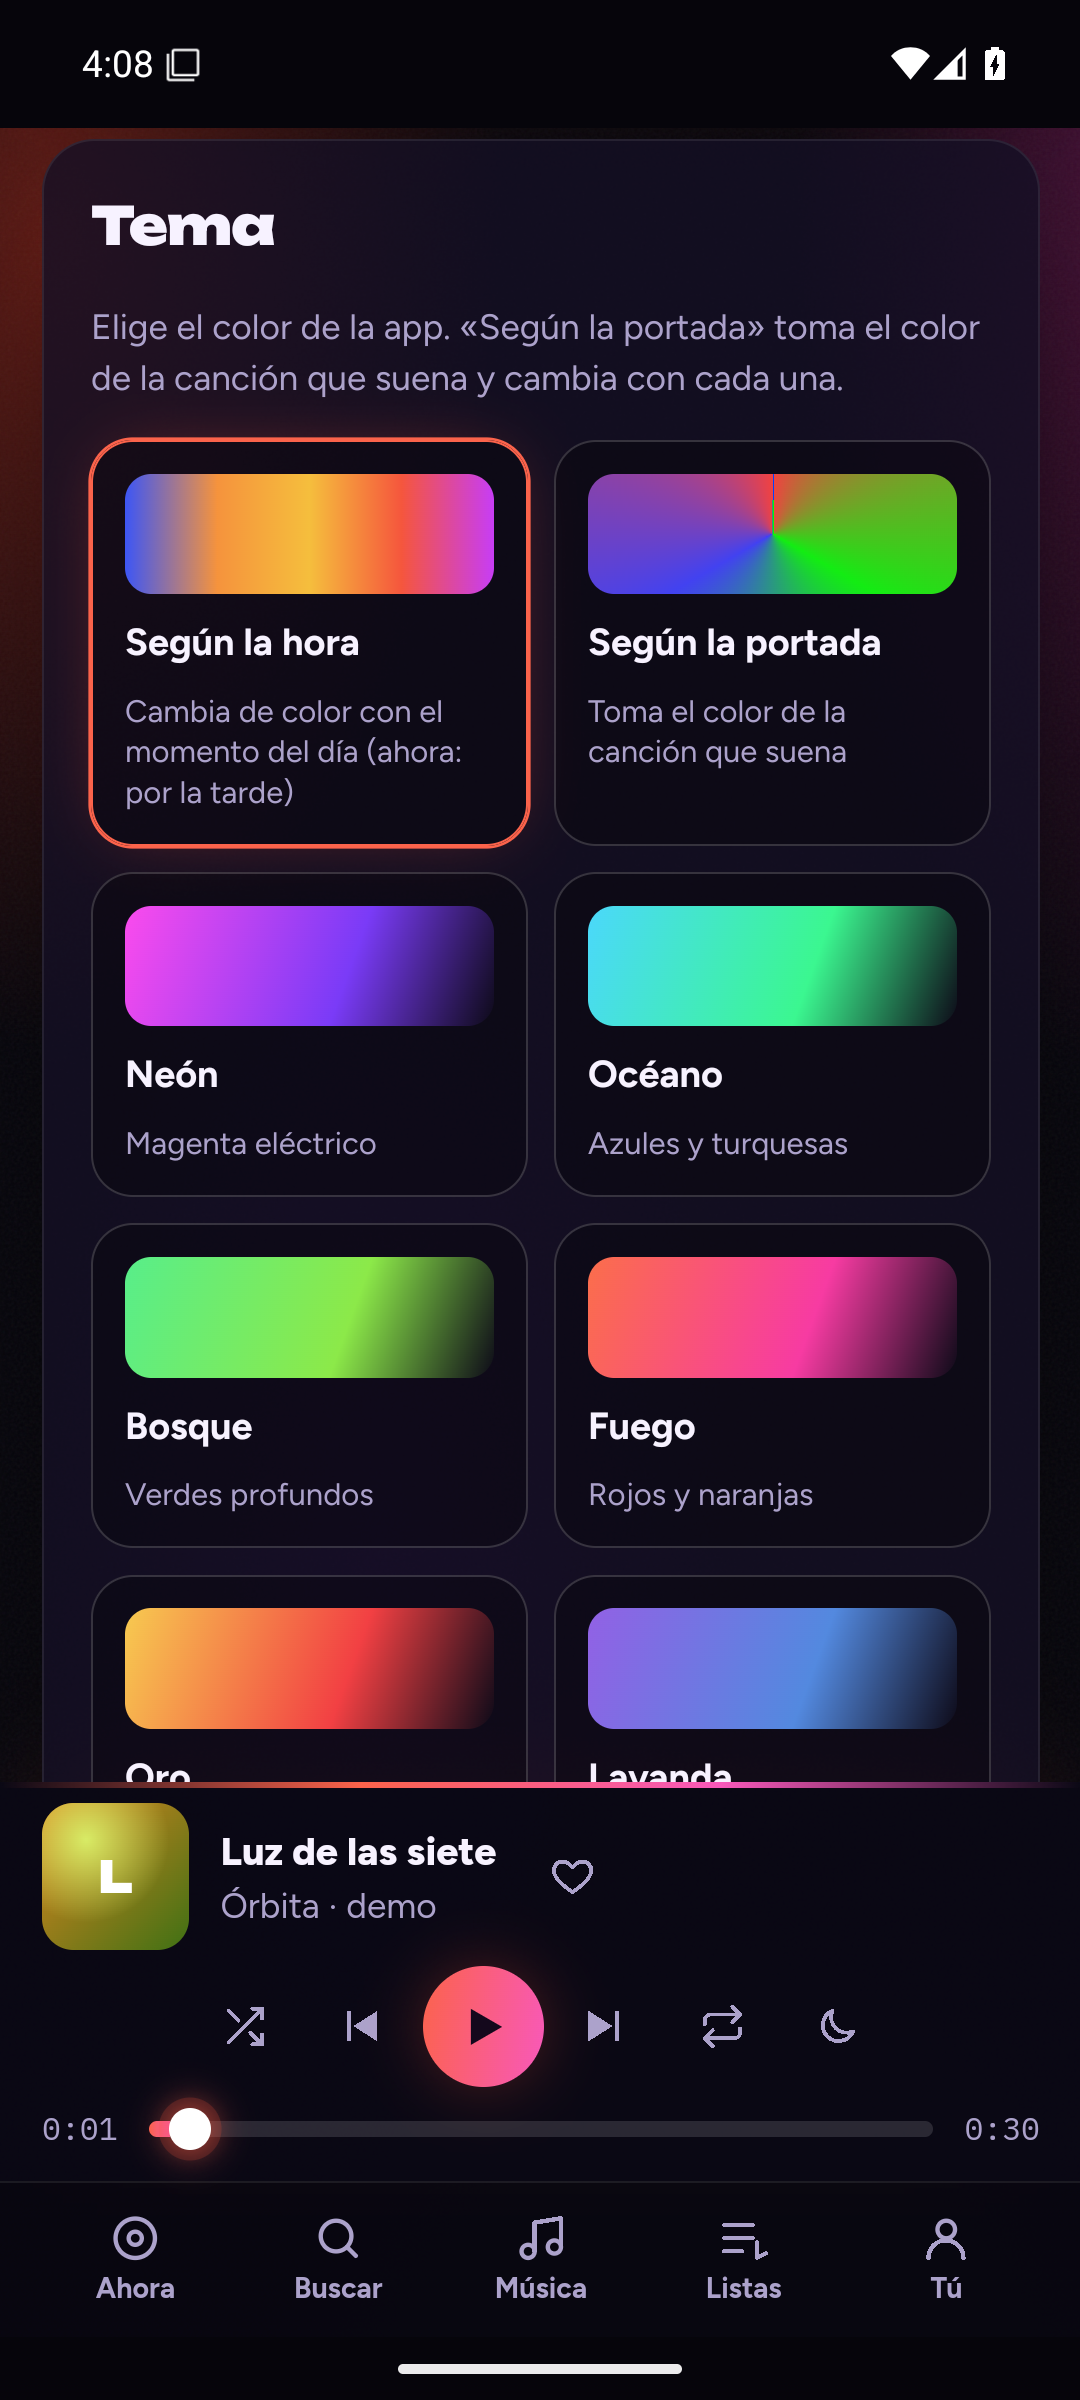 4:08
Tema
Elige el color de la app. «Según la portada» toma el color
de la canción que suena y cambia con cada una.
Según la hora
Cambia de color con el
momento del día (ahora:
por la tarde)
Según la portada
Toma el color de la
canción que suena
Neón
Magenta eléctrico
Océano
Azules y turquesas
Bosque
Verdes profundos
Fuego
Rojos y naranjas
Oro
Lavanda
L
Luz de las siete
Órbita · demo
0:01
0:30
Ahora
Buscar
Música
Listas
Tú